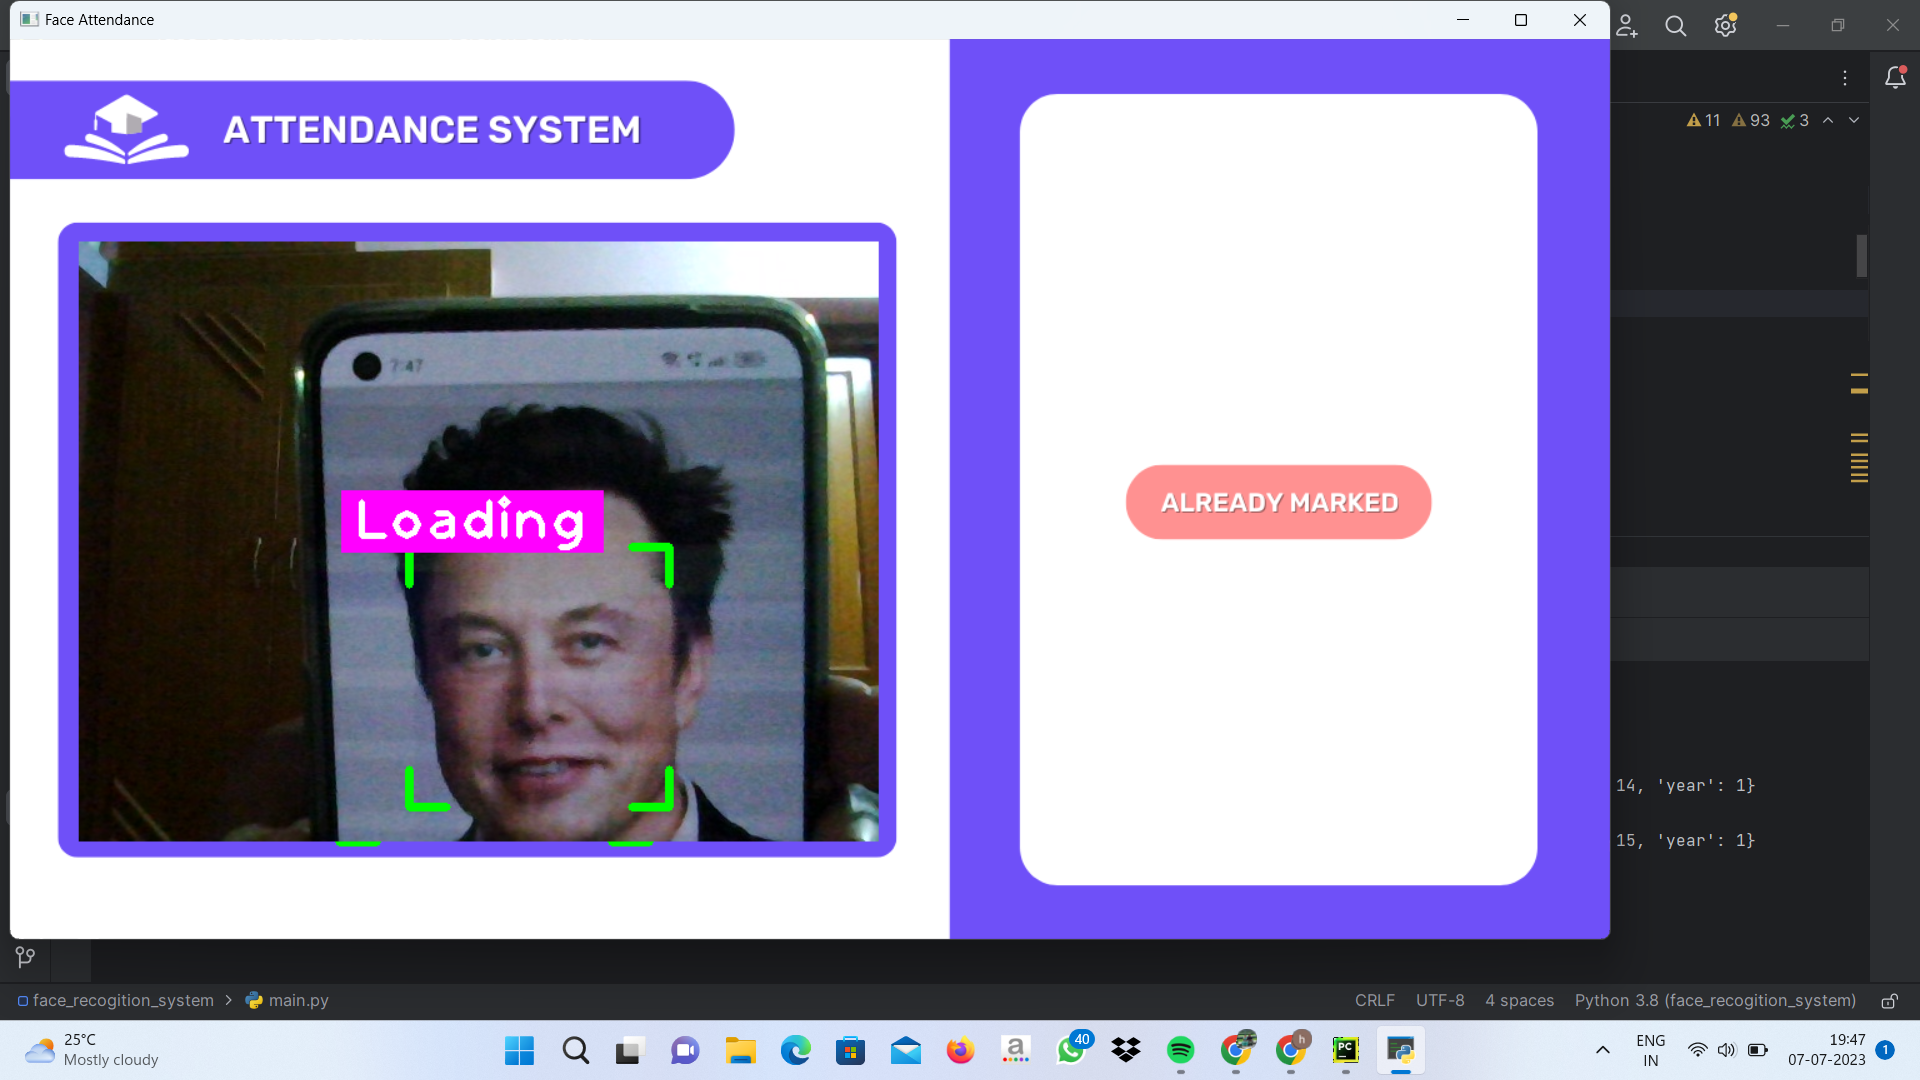 Face Attendance
ATTENDANCE SYSTEM
7:47
Loading
ALREADY MARKED
11 93 3
14, 'year': 1}
15, 'year': 1}
face_recogition_system > main.py
CRLF UTF-8 4 spaces Python 3.8 (face_recogition_system)
25°C
Mostly cloudy
a
40
h
PC
ENG
IN
19:47
07-07-2023
1